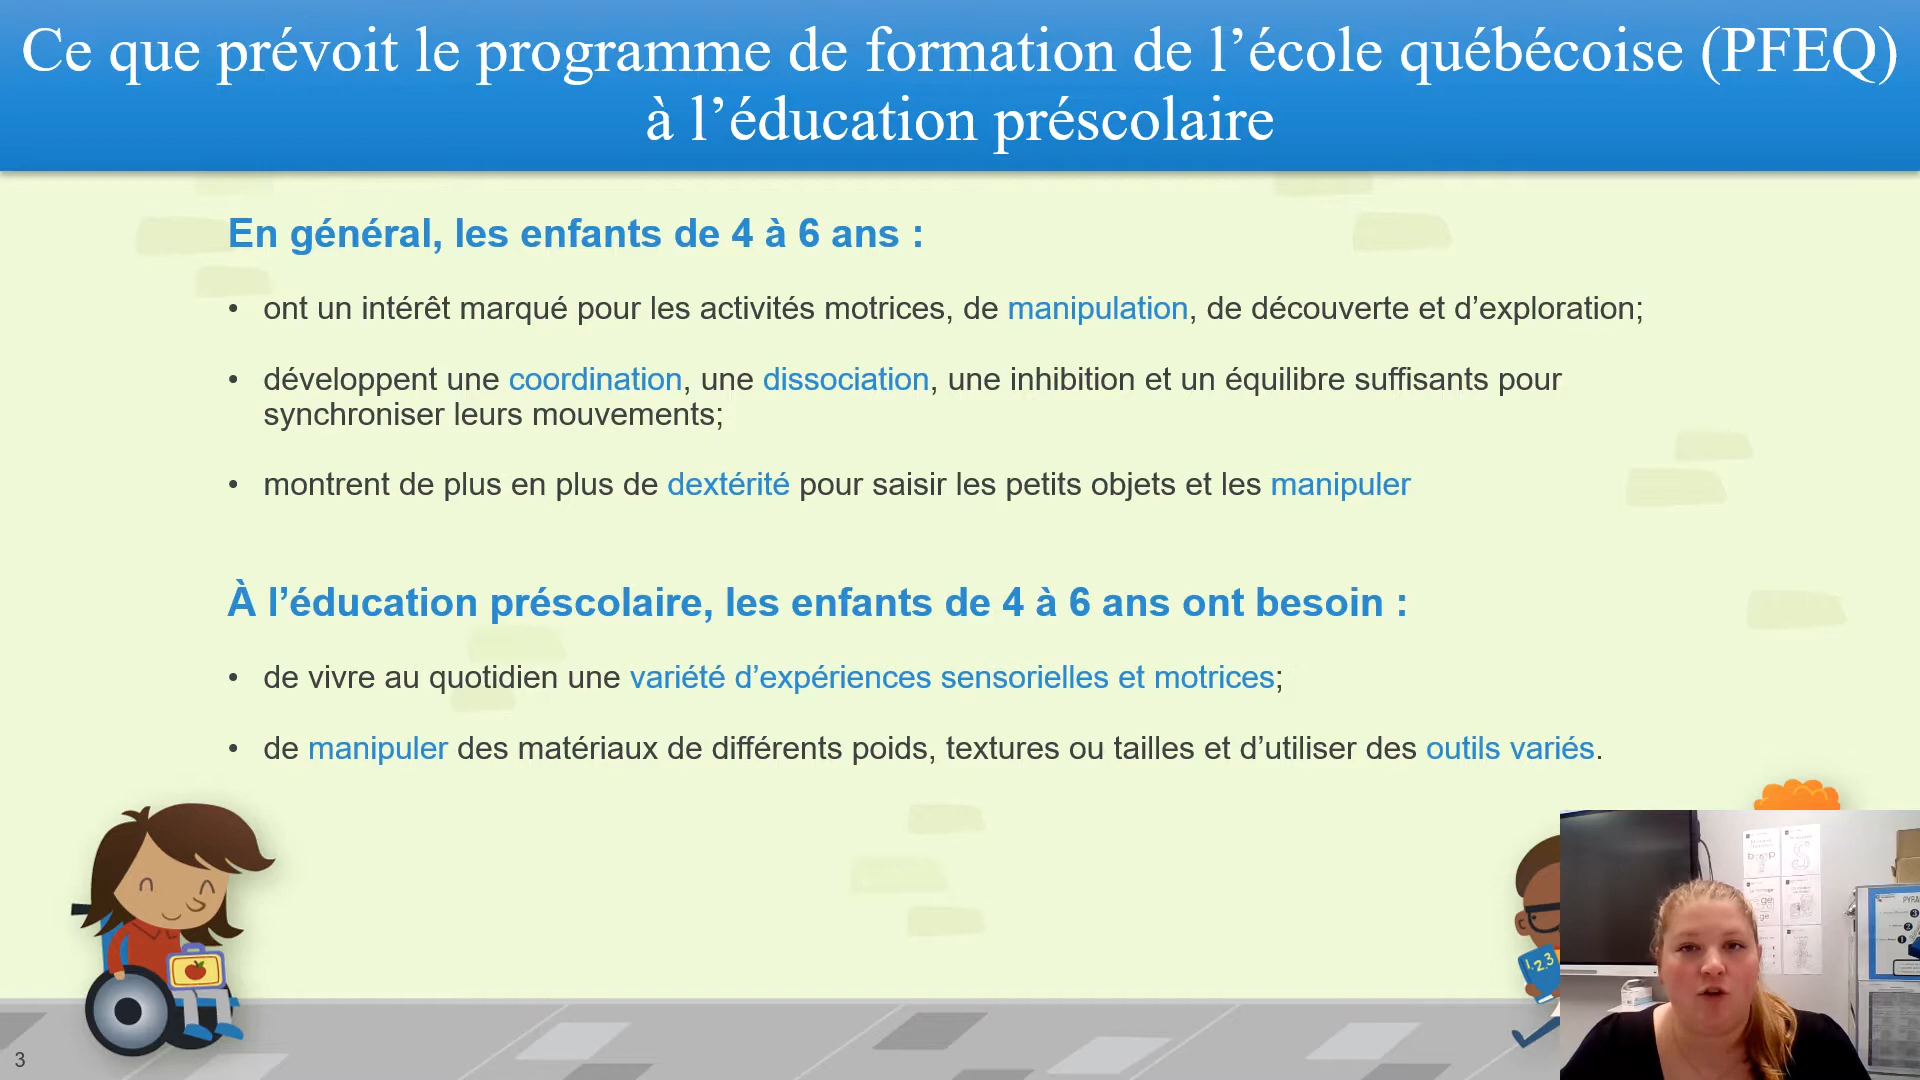 Ce que prévoit le programme de formation de l’école québécoise (PFEQ)
à l’éducation préscolaire
En général, les enfants de 4 à 6 ans :
• ont un intérêt marqué pour les activités motrices, de manipulation, de découverte et d’exploration;
• développent une coordination, une dissociation, une inhibition et un équilibre suffisants pour
synchroniser leurs mouvements;
• montrent de plus en plus de dextérité pour saisir les petits objets et les manipuler
À l’éducation préscolaire, les enfants de 4 à 6 ans ont besoin :
• de vivre au quotidien une variété d’expériences sensorielles et motrices;
• de manipuler des matériaux de différents poids, textures ou tailles et d’utiliser des outils variés.
1,2,3
3